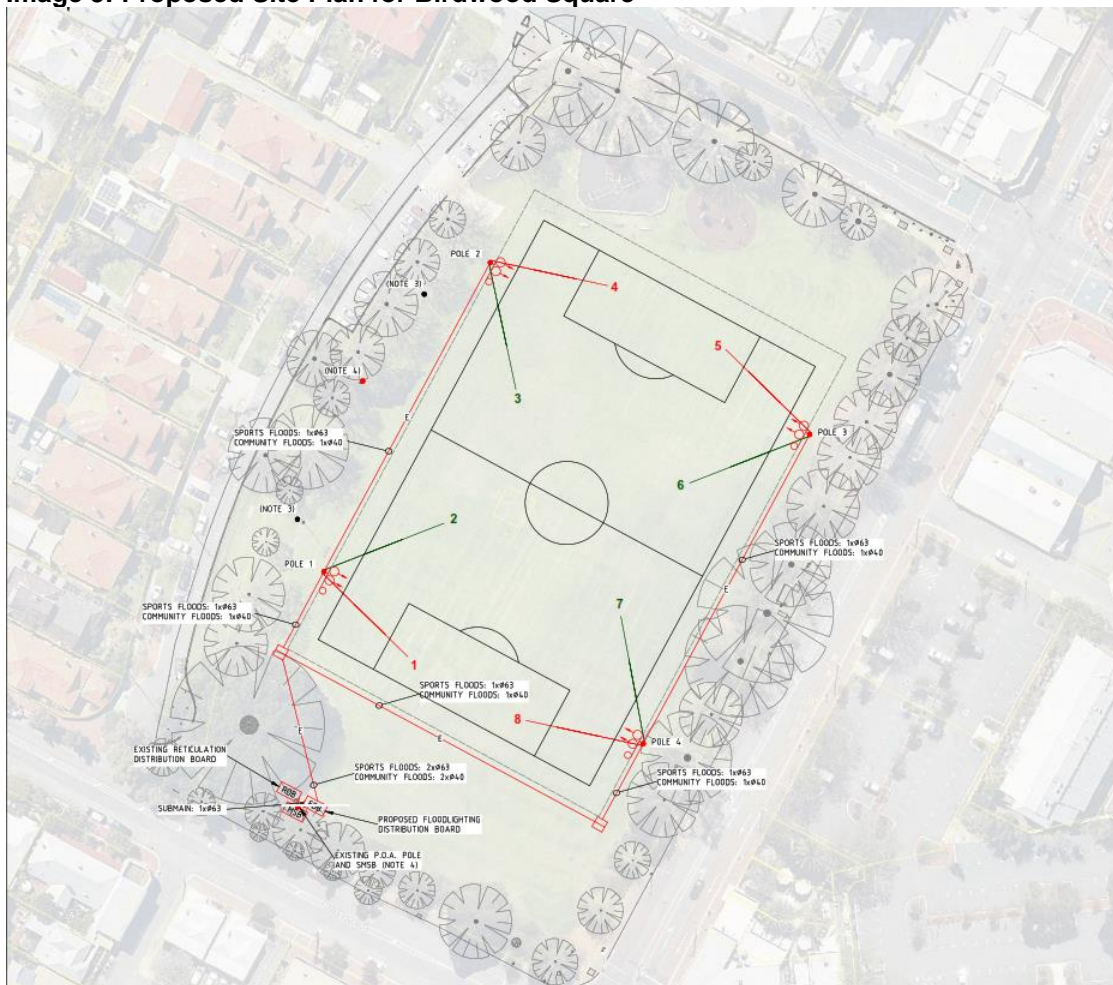 Image 3: Proposed Site Plan for Birdwood Square
POLE 2
4
(NOTE 3)
5
(NOTE 4)
3
E
POLE 3
SPORTS FLOODS: 1xØ63
COMMUNITY FLOODS: 1xØ40
6
(NOTE 3)
2
SPORTS FLOODS: 1xØ63
COMMUNITY FLOODS: 1xØ40
POLE 1
E
7
SPORTS FLOODS: 1xØ63
COMMUNITY FLOODS: 1xØ40
1
SPORTS FLOODS: 1xØ63
COMMUNITY FLOODS: 1xØ40
8
E
E
POLE 4
EXISTING RETICULATION
DISTRIBUTION BOARD
SPORTS FLOODS: 2xØ63
COMMUNITY FLOODS: 2xØ40
SPORTS FLOODS: 1xØ63
COMMUNITY FLOODS: 1xØ40
RDB
SUBMAIN: 1xØ63
MSB
PROPOSED FLOODLIGHTING
DISTRIBUTION BOARD
EXISTING P.O.A. POLE
AND SMSB (NOTE 4)